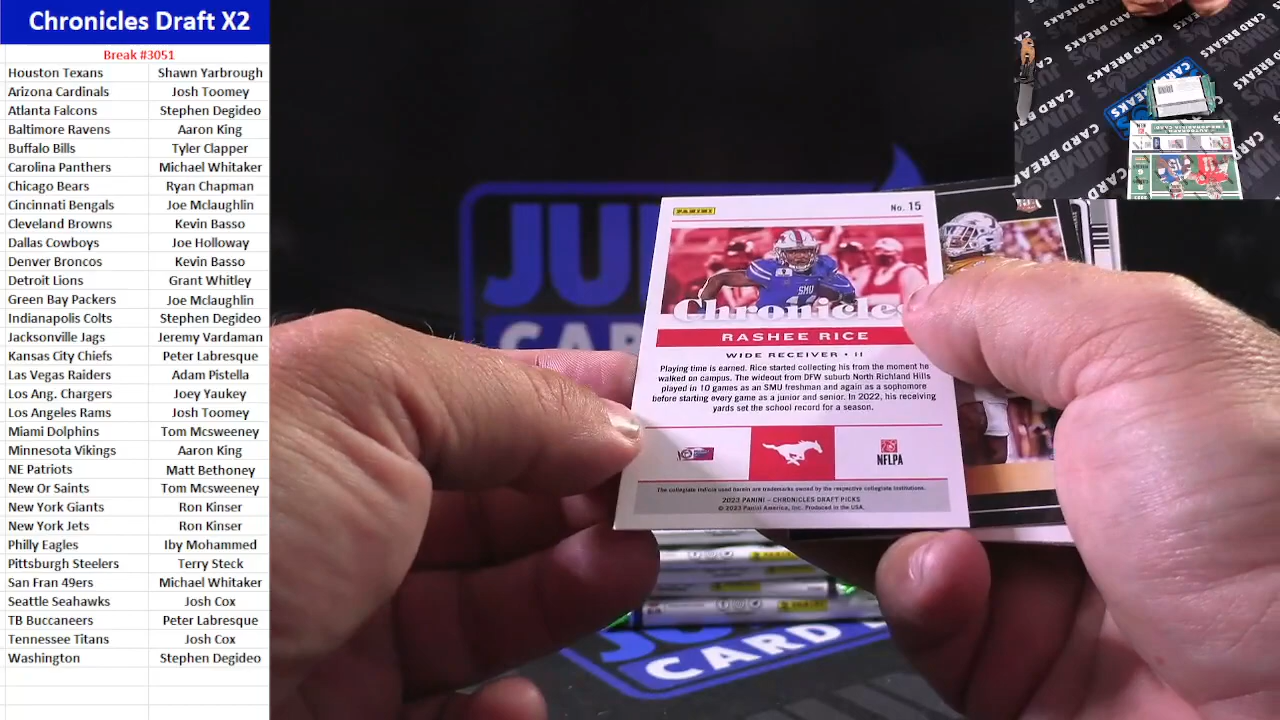 Chronicles Draft X2
Break #3051
Houston Texans Shawn Yarbrough
Arizona Cardinals Josh Toomey
Atlanta Falcons Stephen Degideo
Baltimore Ravens Aaron King
Buffalo Bills Tyler Clapper
Carolina Panthers Michael Whitaker
Chicago Bears Ryan Chapman
Cincinnati Bengals Joe Mclaughlin
Cleveland Browns Kevin Basso
Dallas Cowboys Joe Holloway
Denver Broncos Kevin Basso
Detroit Lions Grant Whitley
Green Bay Packers Joe Mclaughlin
Indianapolis Colts Stephen Degideo
Jacksonville Jags Jeremy Vardaman
Kansas City Chiefs Peter Labresque
Las Vegas Raiders Adam Pistella
Los Ang. Chargers Joey Yaukey
Los Angeles Rams Josh Toomey
Miami Dolphins Tom Mcsweeney
Minnesota Vikings Aaron King
NE Patriots Matt Bethoney
New Or Saints Tom Mcsweeney
New York Giants Ron Kinser
New York Jets Ron Kinser
Philly Eagles Iby Mohammed
Pittsburgh Steelers Terry Steck
San Fran 49ers Michael Whitaker
Seattle Seahawks Josh Cox
TB Buccaneers Peter Labresque
Tennessee Titans Josh Cox
Washington Stephen Degideo
PANINI No. 15
SMU
Chronicles
RASHEE RICE
WIDE RECEIVER • 11
Playing time is earned. Rice started collecting his from the moment he
walked on campus. The wideout from DFW suburb North Richland Hills
played in 10 games as an SMU freshman and again as a sophomore
before starting every game as a junior and senior. In 2022, his receiving
yards set the school record for a season.
NFLPA
The collegiate indicia used herein are trademarks owned by the respective collegiate institutions.
2023 PANINI – CHRONICLES DRAFT PICKS
© 2023 Panini America, Inc. Produced in the USA.
JU
CARD
CARD
CARD BREAKS
CARD BREAKS
JUMBO
BREAKS